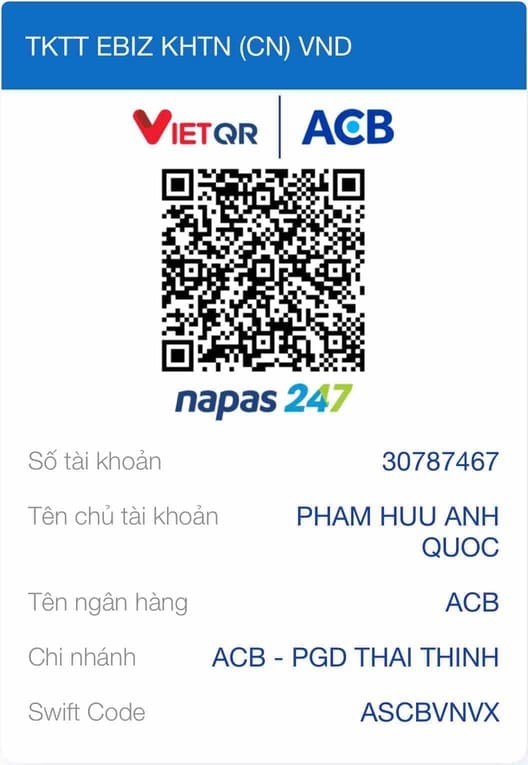 TKTT EBIZ KHTN (CN) VND
VIETQR ACB
napas 247
Số tài khoản 30787467
Tên chủ tài khoản PHAM HUU ANH
QUOC
Tên ngân hàng ACB
Chi nhánh ACB - PGD THAI THINH
Swift Code ASCBVNVX